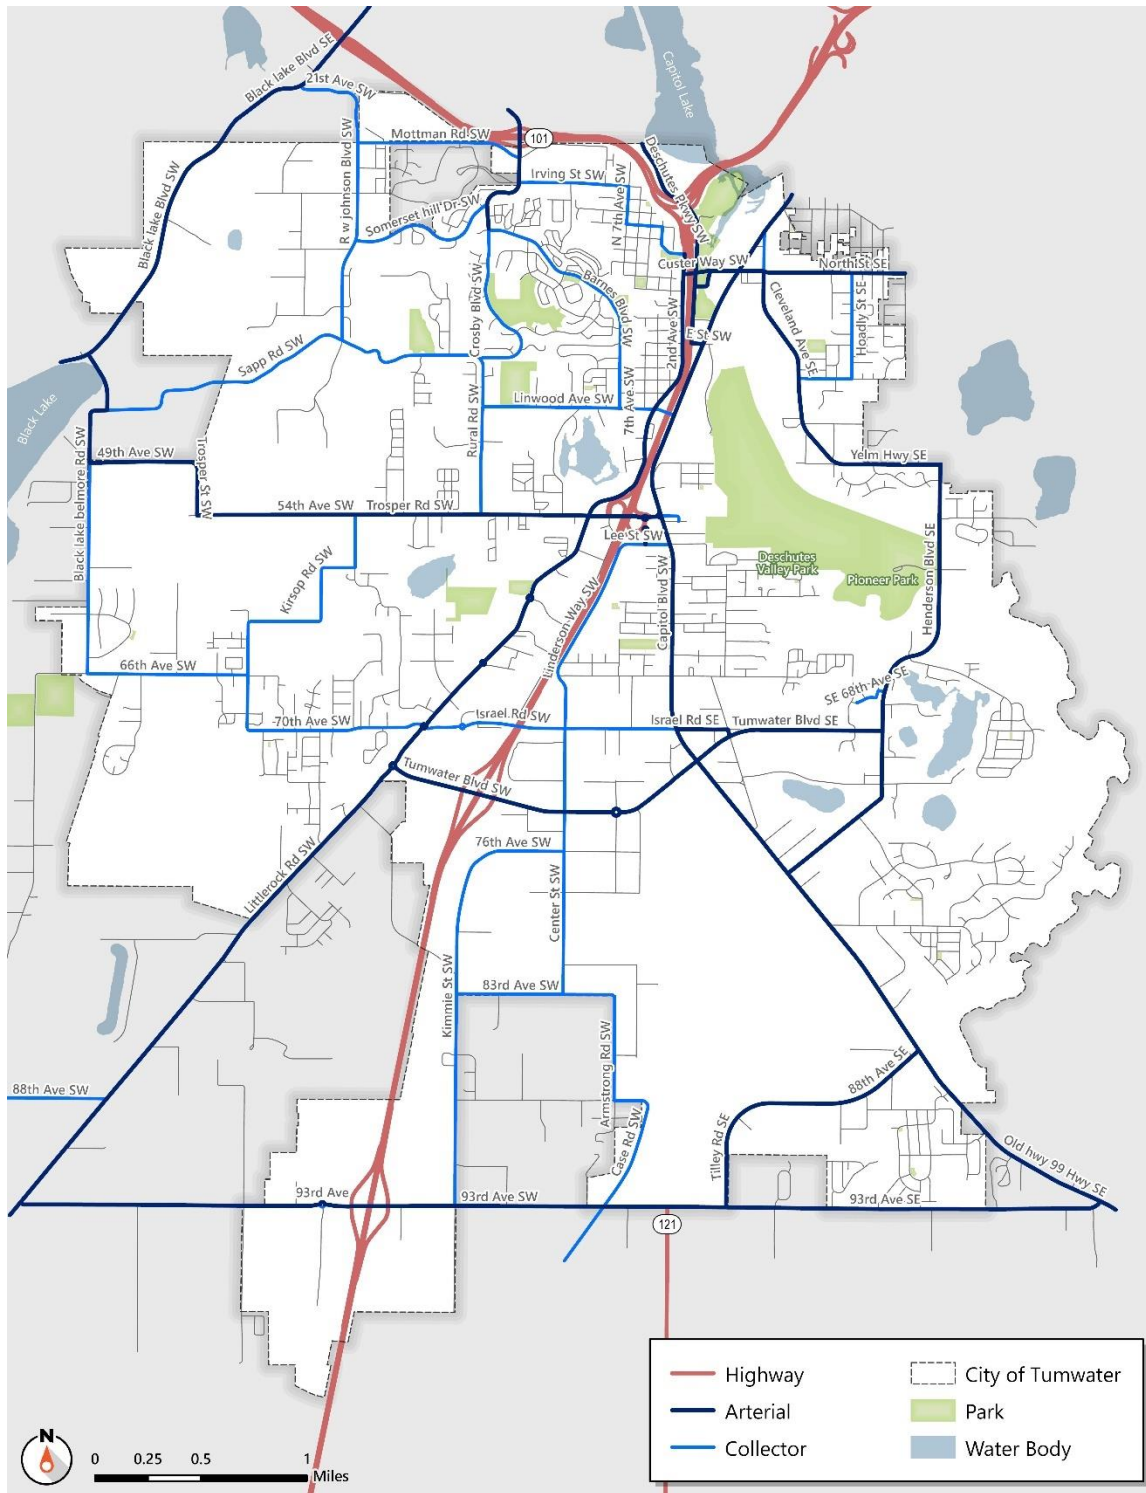 Black lake Blvd SE
21st Ave SW
Capitol Lake
Mottman Rd SW
101
Deschutes Pkwy SW
R w johnson Blvd SW
Irving St SW
N 7th Ave SW
Black lake Blvd SW
Somerset hill Dr SW
Custer Way SW
North St SE
Crosby Blvd SW
Barnes Blvd SW
2nd Ave SW
Cleveland Ave SE
Hoadly St SE
E St SW
Sapp Rd SW
Black Lake
Rural Rd SW
Linwood Ave SW
7th Ave SW
49th Ave SW
Trosper St SW
Yelm Hwy SE
Black lake belmore Rd SW
54th Ave SW
Trosper Rd SW
Lee St SW
Kirsop Rd SW
Deschutes
Valley Park
Pioneer Park
Henderson Blvd SE
Linderson Way SW
Capitol Blvd SW
66th Ave SW
SE 68th Ave SE
70th Ave SW
Israel Rd SW
Israel Rd SE
Tumwater Blvd SE
Tumwater Blvd SW
Littlerock Rd SW
76th Ave SW
Center St SW
Kimmie St SW
83rd Ave SW
Armstrong Rd SW
88th Ave SW
88th Ave SE
Case Rd SW
Tilley Rd SE
Old hwy 99 Hwy SE
93rd Ave
93rd Ave SW
93rd Ave SE
121
Highway
Arterial
Collector
City of Tumwater
Park
Water Body
N
0 0.25 0.5 1
Miles